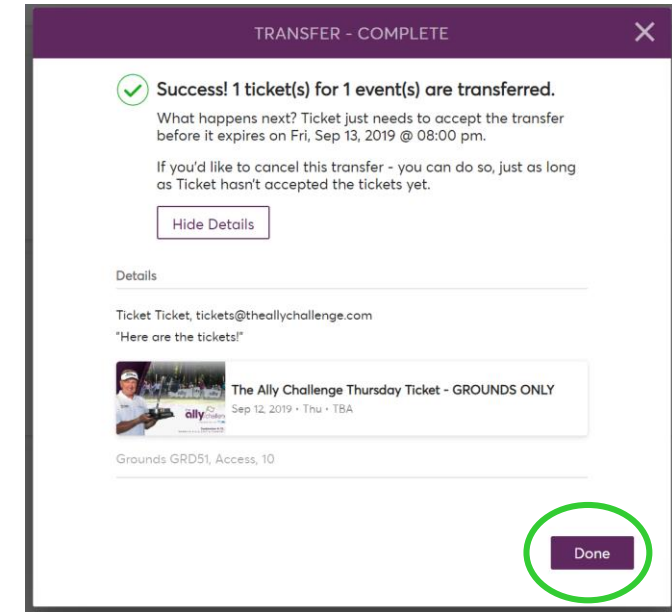 TRANSFER - COMPLETE
Success! 1 ticket(s) for 1 event(s) are transferred.
What happens next? Ticket just needs to accept the transfer
before it expires on Fri, Sep 13, 2019 @ 08:00 pm.
If you'd like to cancel this transfer - you can do so, just as long
as Ticket hasn't accepted the tickets yet.
Hide Details
Details
Ticket Ticket, tickets@theallychallenge.com
"Here are the tickets!"
ally
challenge
The Ally Challenge Thursday Ticket - GROUNDS ONLY
Sep 12, 2019 • Thu • TBA
Grounds GRD51, Access, 10
Done